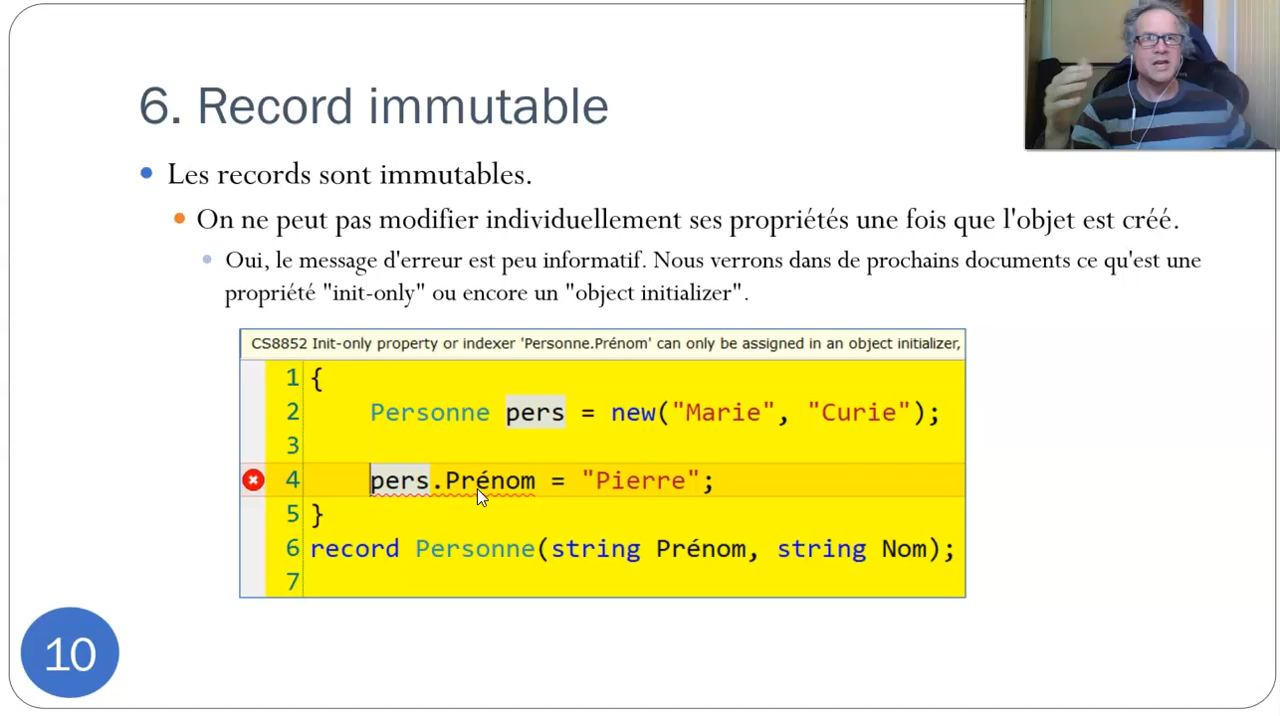 6. Record immutable
Les records sont immutables.
On ne peut pas modifier individuellement ses propriétés une fois que l'objet est créé.
Oui, le message d'erreur est peu informatif. Nous verrons dans de prochains documents ce qu'est une
propriété "init-only" ou encore un "object initializer".
CS8852 Init-only property or indexer 'Personne.Prénom' can only be assigned in an object initializer,
1 {
2 Personne pers = new("Marie", "Curie");
3
4 pers.Prénom = "Pierre";
5 }
6 record Personne(string Prénom, string Nom);
7
10